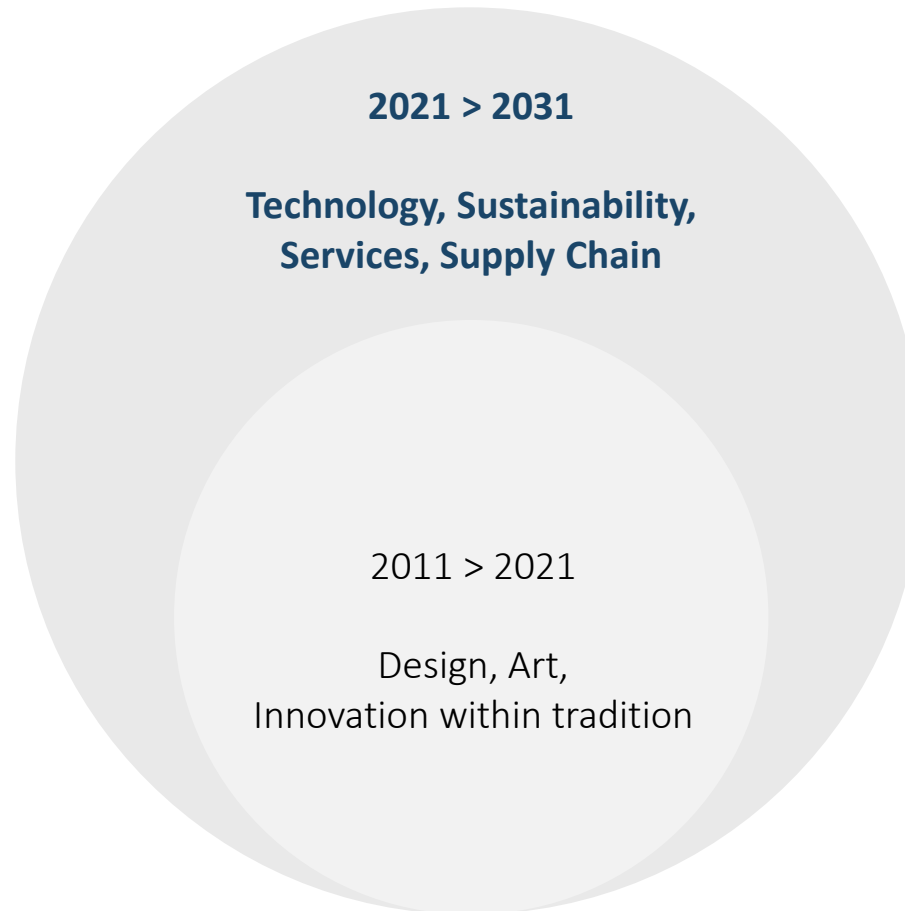 2021 > 2031
Technology, Sustainability,
Services, Supply Chain
2011 > 2021
Design, Art,
Innovation within tradition